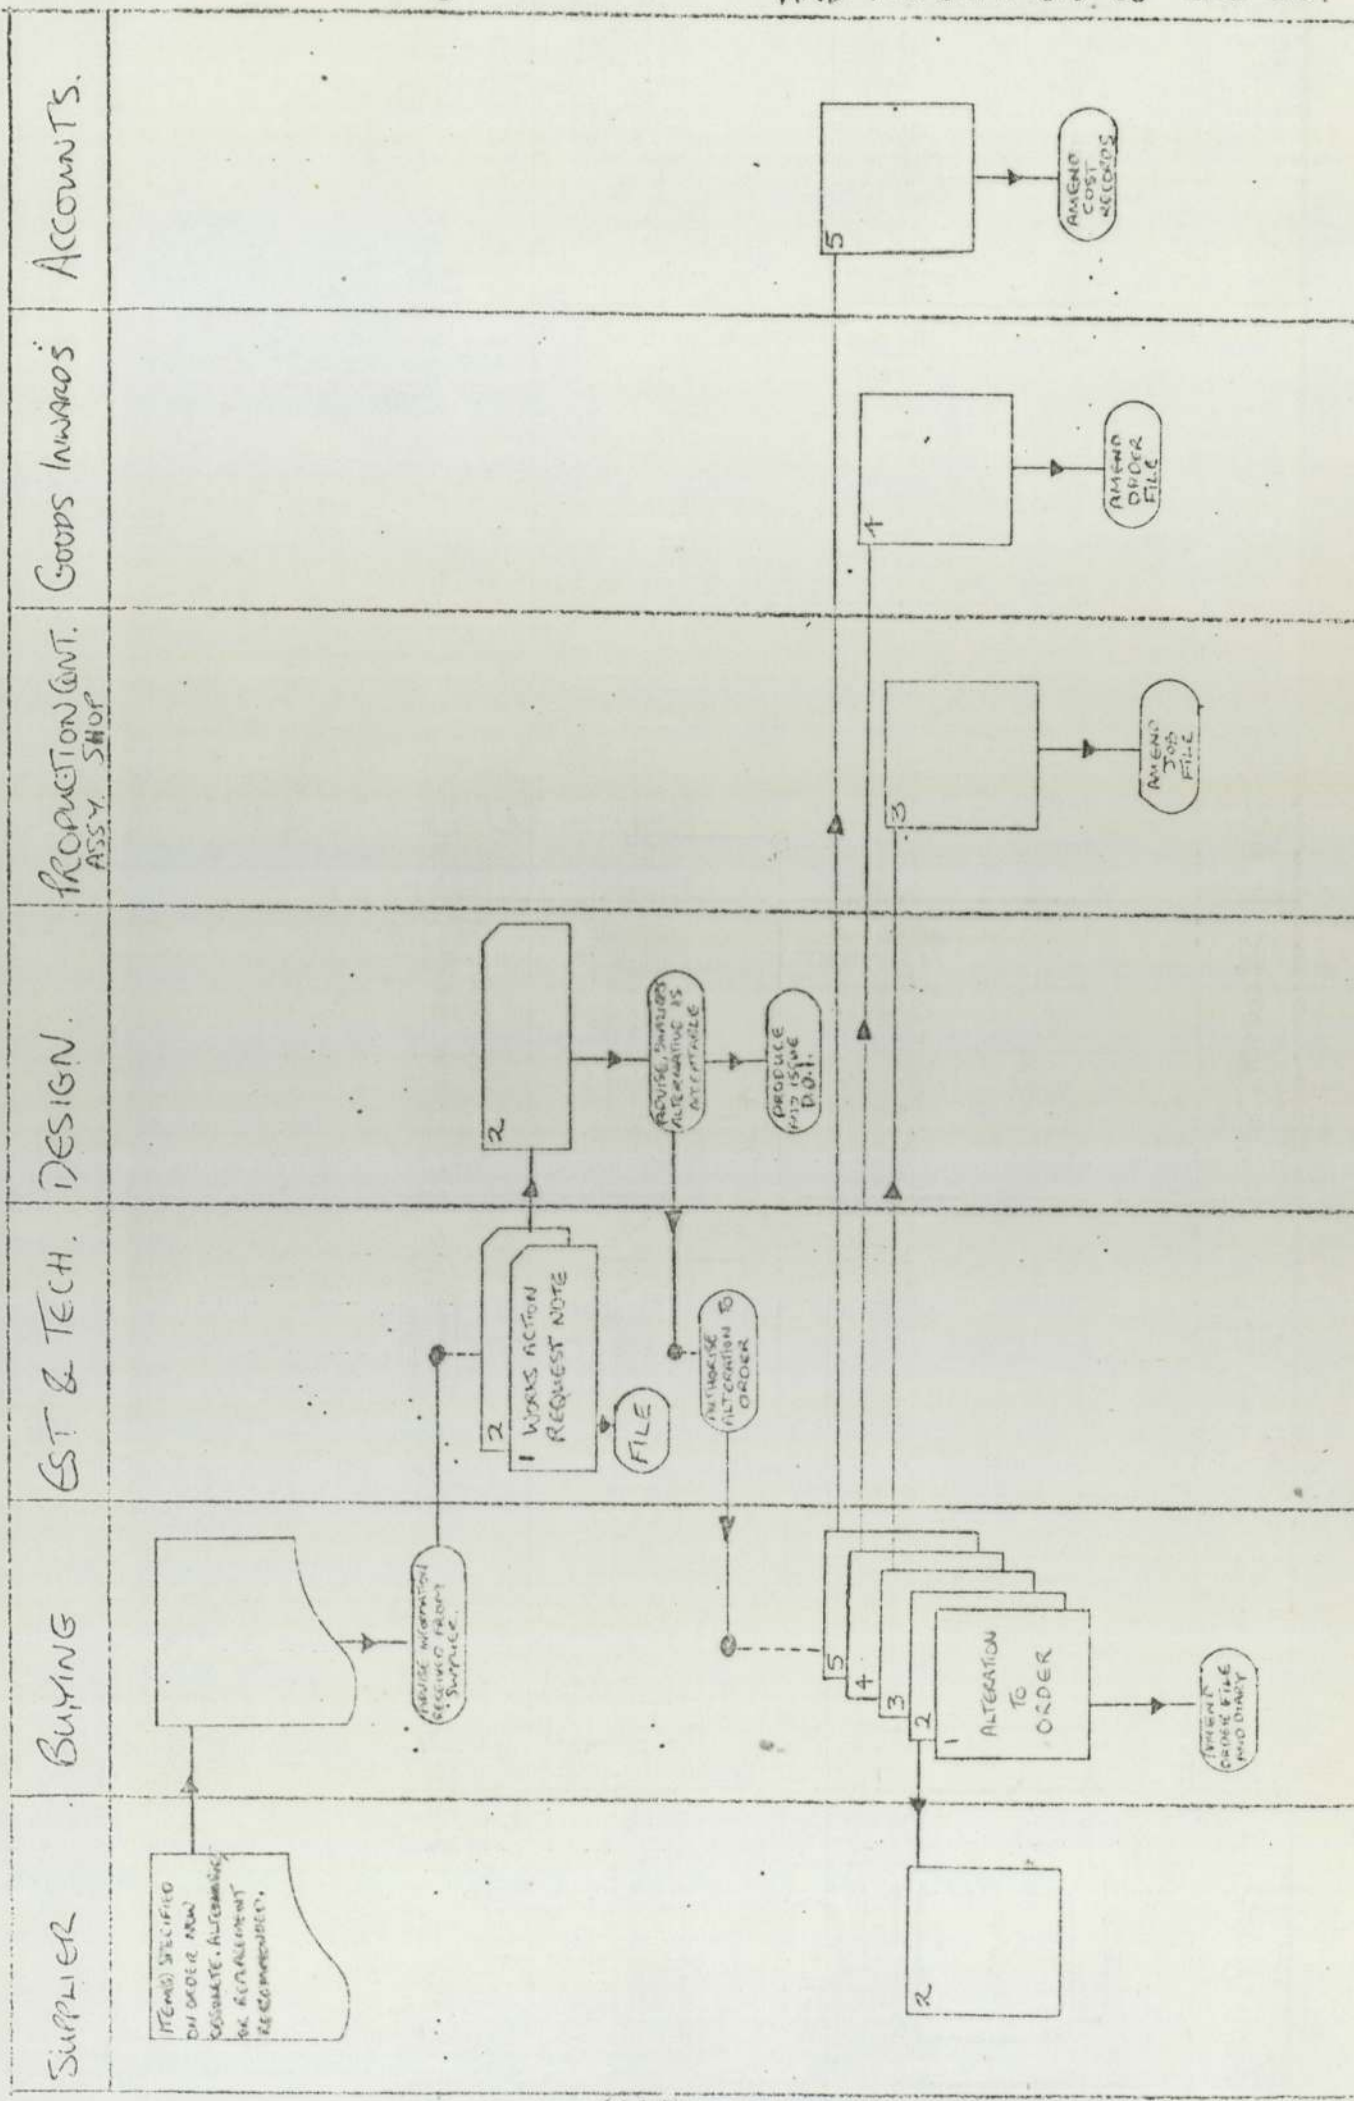 SUPPLIER
BUYING
EST & TECH.
DESIGN.
PRODUCTION CONT.
ASSY. SHOP
GOODS INWARDS
ACCOUNTS.
ITEM(S) SPECIFIED
ON ORDER NOW
OBSOLETE. ALTERNATIVE
OR REPLACEMENT
RECOMMENDED.
ADVISE INFORMATION
RECEIVED FROM
SUPPLIER.
2
1 WORKS ACTION
REQUEST NOTE
FILE
2
ADVISE,
ALTERNATIVE IS
ACCEPTABLE
PRODUCE
AND ISSUE
D.O.I.
AUTHORISE
ALTERATION TO
ORDER
5
4
3
2
1
ALTERATION
TO
ORDER
AMEND
ORDER FILE
AND DIARY
2
3
AMEND
JOB
FILE
4
AMEND
ORDER
FILE
5
AMEND
COST
RECORDS